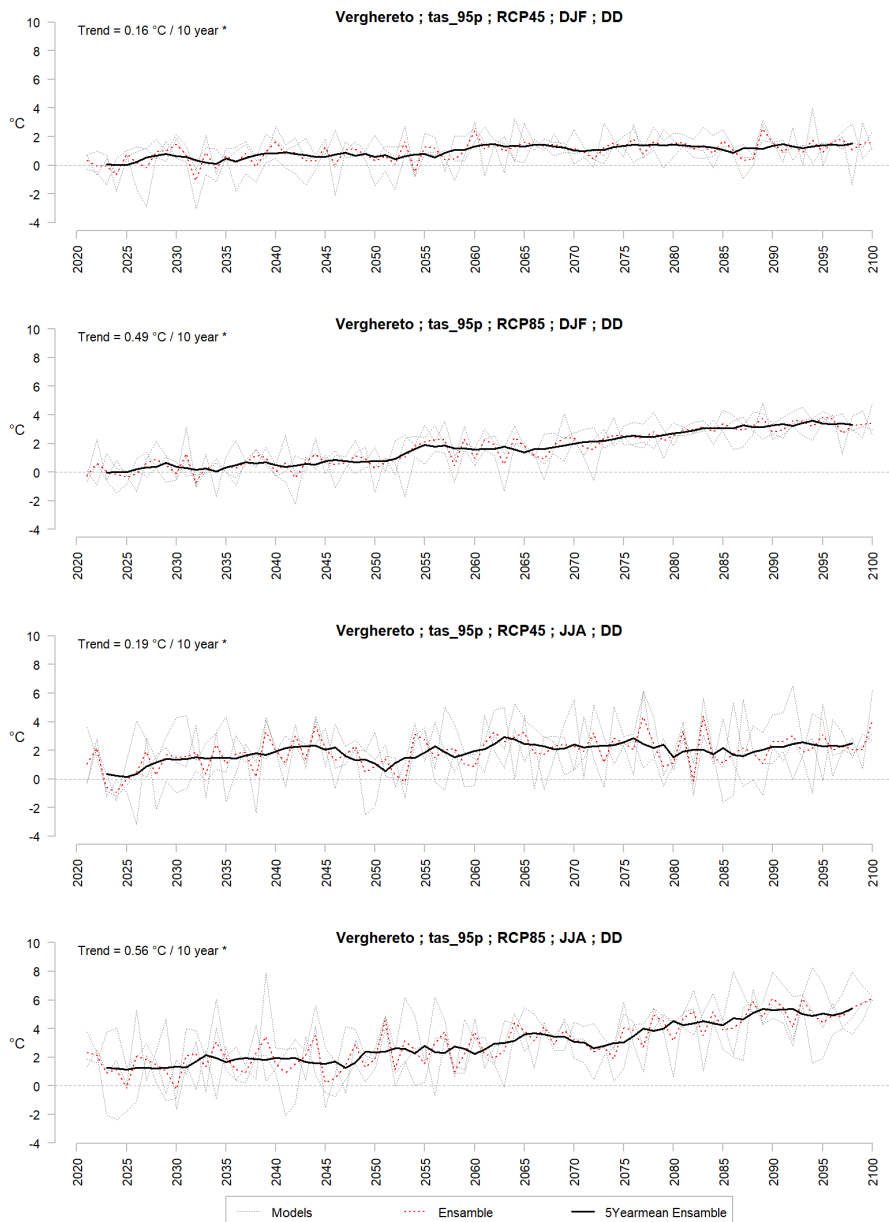 Verghereto ; tas_95p ; RCP45 ; DJF ; DD
Trend = 0.16 °C / 10 year *
10
8
6
4
2
0
-2
-4
°C
2020 2025 2030 2035 2040 2045 2050 2055 2060 2065 2070 2075 2080 2085 2090 2095 2100
Verghereto ; tas_95p ; RCP85 ; DJF ; DD
Trend = 0.49 °C / 10 year *
10
8
6
4
2
0
-2
-4
°C
2020 2025 2030 2035 2040 2045 2050 2055 2060 2065 2070 2075 2080 2085 2090 2095 2100
Verghereto ; tas_95p ; RCP45 ; JJA ; DD
Trend = 0.19 °C / 10 year *
10
8
6
4
2
0
-2
-4
°C
2020 2025 2030 2035 2040 2045 2050 2055 2060 2065 2070 2075 2080 2085 2090 2095 2100
Verghereto ; tas_95p ; RCP85 ; JJA ; DD
Trend = 0.56 °C / 10 year *
10
8
6
4
2
0
-2
-4
°C
2020 2025 2030 2035 2040 2045 2050 2055 2060 2065 2070 2075 2080 2085 2090 2095 2100
Models Ensamble 5Yearmean Ensamble